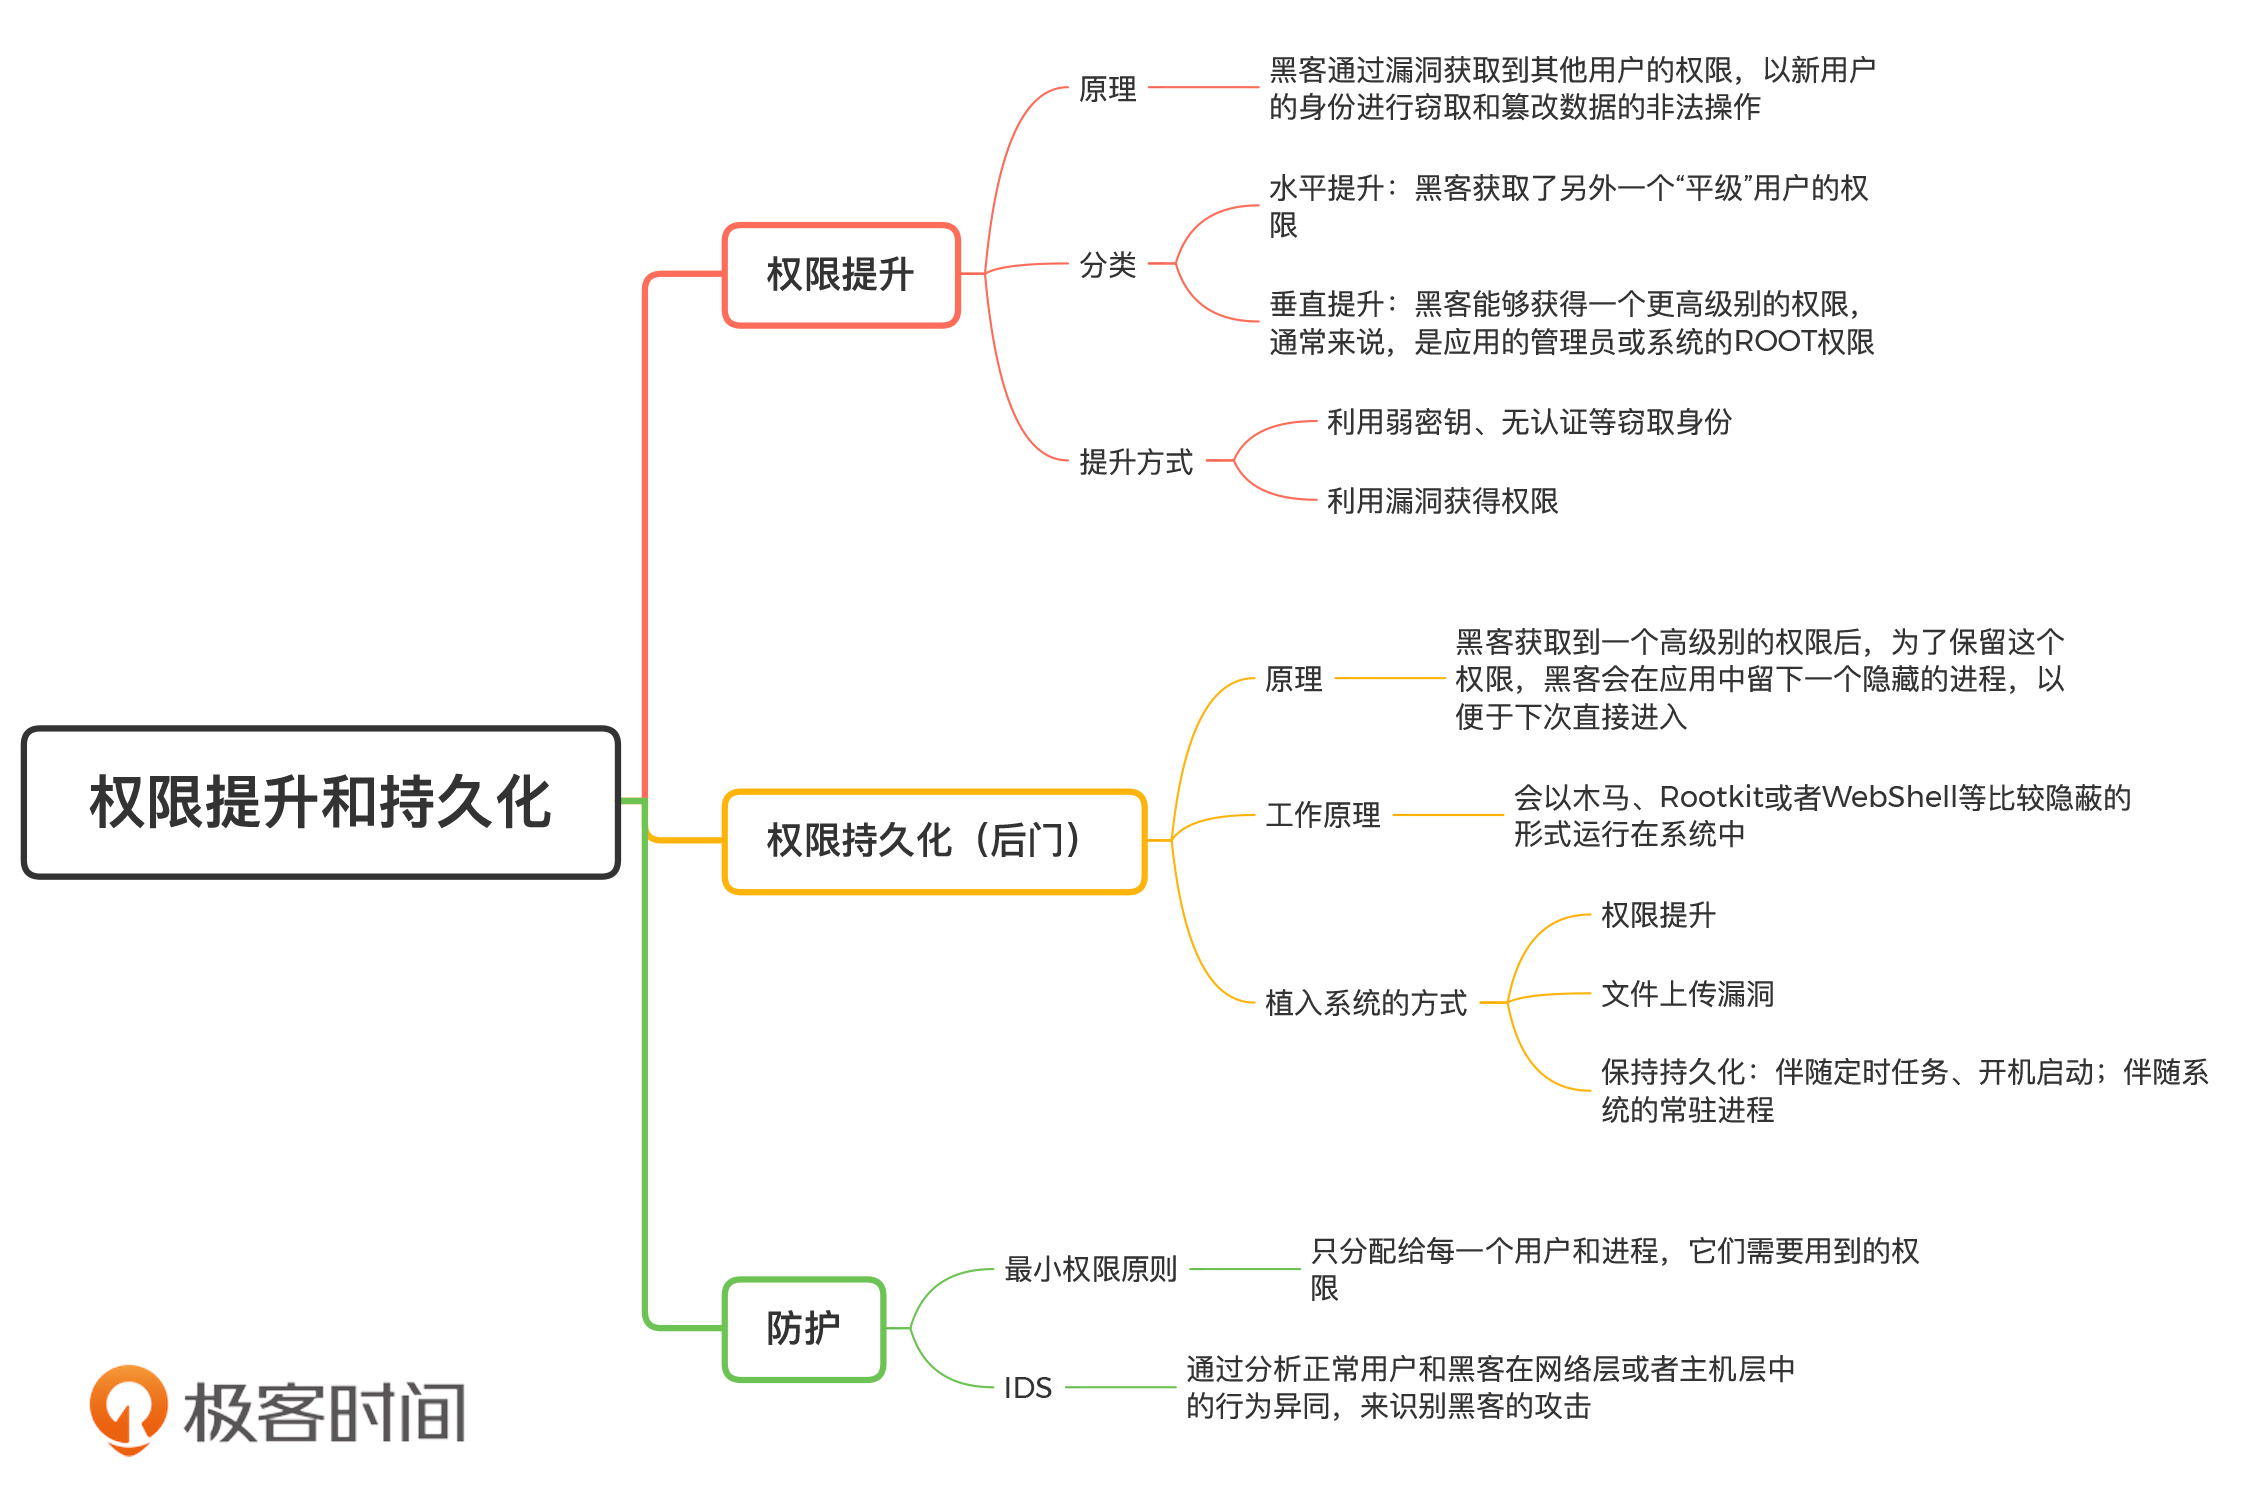 权限提升和持久化
权限提升
原理
黑客通过漏洞获取到其他用户的权限，以新用户
的身份进行窃取和篡改数据的非法操作
分类
水平提升：黑客获取了另外一个“平级”用户的权
限
垂直提升：黑客能够获得一个更高级别的权限，
通常来说，是应用的管理员或系统的ROOT权限
提升方式
利用弱密钥、无认证等窃取身份
利用漏洞获得权限
权限持久化（后门）
原理
黑客获取到一个高级别的权限后，为了保留这个
权限，黑客会在应用中留下一个隐藏的进程，以
便于下次直接进入
工作原理
会以木马、Rootkit或者WebShell等比较隐蔽的
形式运行在系统中
植入系统的方式
权限提升
文件上传漏洞
保持持久化：伴随定时任务、开机启动；伴随系
统的常驻进程
防护
最小权限原则
只分配给每一个用户和进程，它们需要用到的权
限
IDS
通过分析正常用户和黑客在网络层或者主机层中
的行为异同，来识别黑客的攻击
极客时间